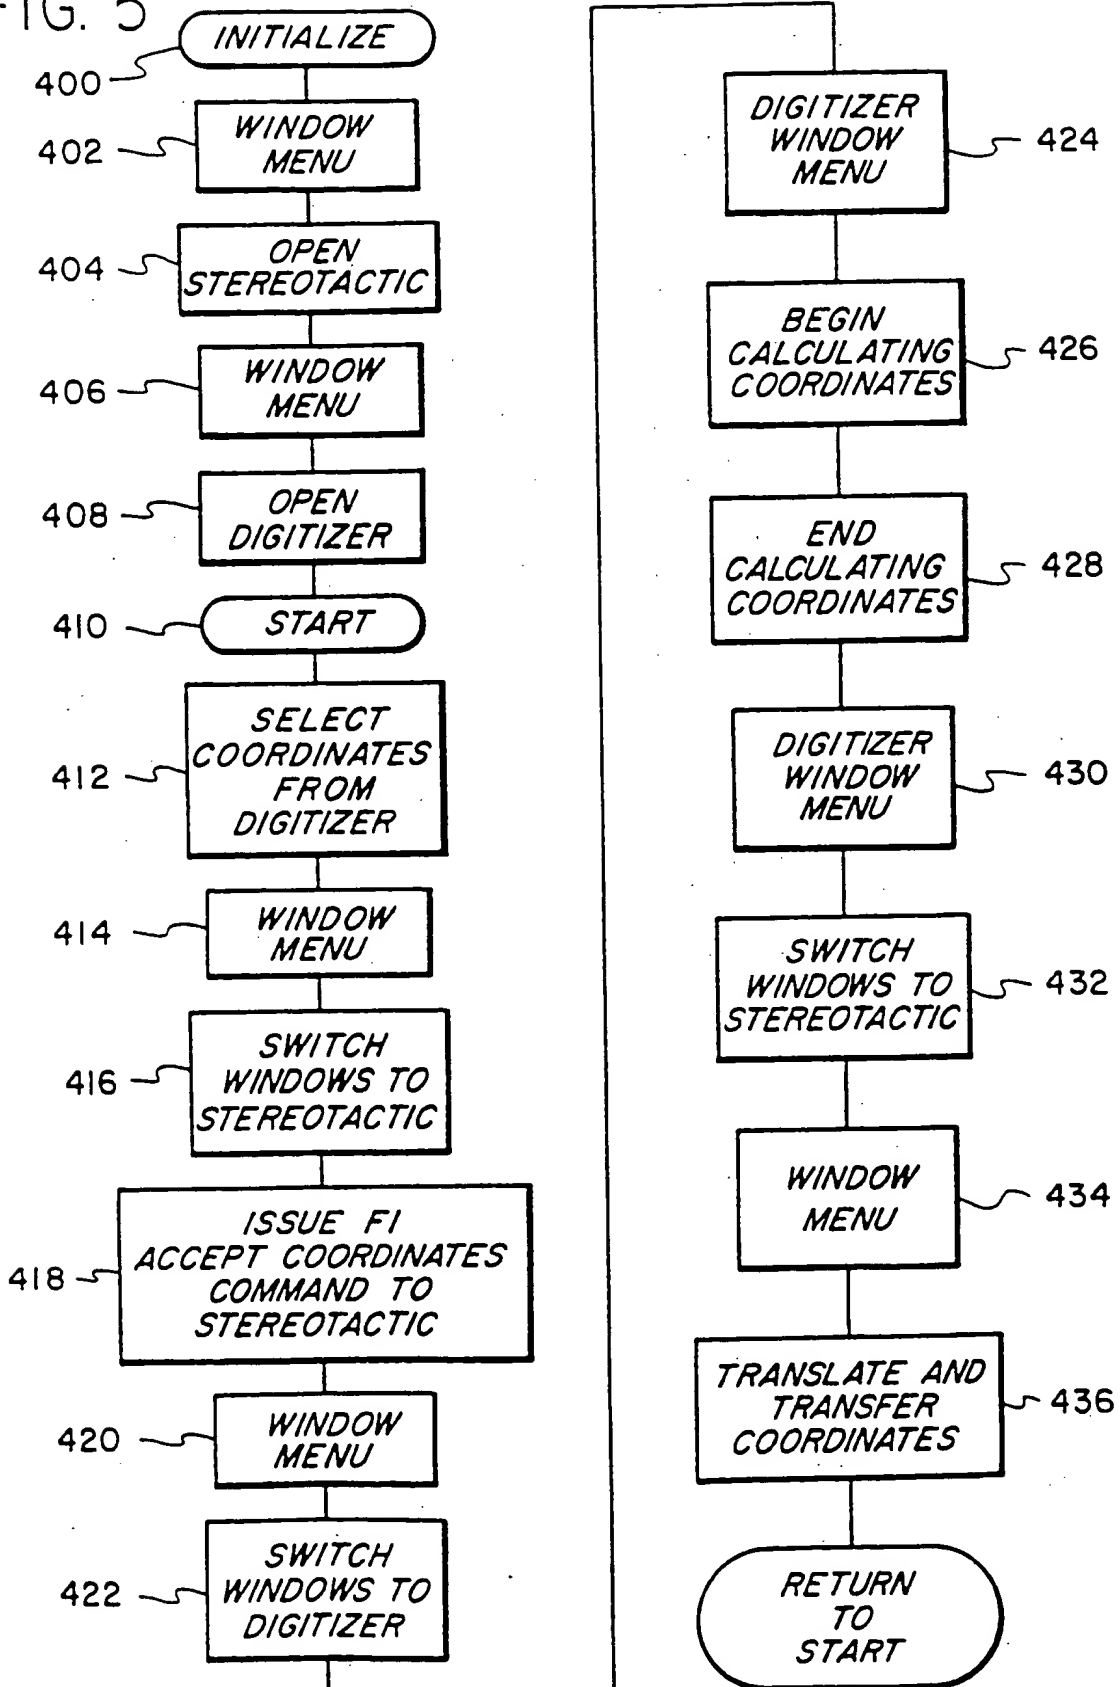 FIG. 5
INITIALIZE
400
WINDOW
MENU
402
OPEN
STEREOTACTIC
404
WINDOW
MENU
406
OPEN
DIGITIZER
408
START
410
SELECT
COORDINATES
FROM
DIGITIZER
412
WINDOW
MENU
414
SWITCH
WINDOWS TO
STEREOTACTIC
416
ISSUE F1
ACCEPT COORDINATES
COMMAND TO
STEREOTACTIC
418
WINDOW
MENU
420
SWITCH
WINDOWS TO
DIGITIZER
422
DIGITIZER
WINDOW
MENU
424
BEGIN
CALCULATING
COORDINATES
426
END
CALCULATING
COORDINATES
428
DIGITIZER
WINDOW
MENU
430
SWITCH
WINDOWS TO
STEREOTACTIC
432
WINDOW
MENU
434
TRANSLATE AND
TRANSFER
COORDINATES
436
RETURN
TO
START